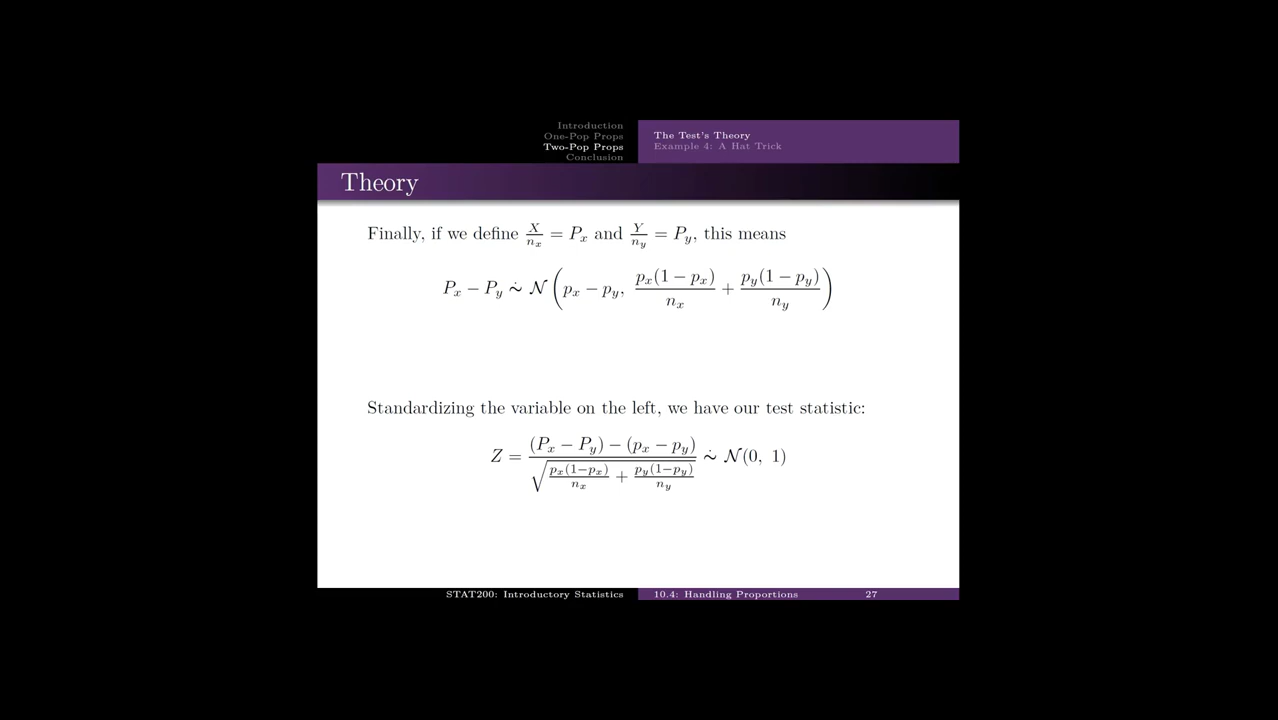 Introduction
One-Pop Props
Two-Pop Props
Conclusion
The Test's Theory
Example 4: A Hat Trick
Theory
Finally, if we define X/n_x = P_x and Y/n_y = P_y, this means
P_x − P_y ∼̇ N(p_x − p_y, p_x(1 − p_x)/n_x + p_y(1 − p_y)/n_y)
Standardizing the variable on the left, we have our test statistic:
Z = ((P_x − P_y) − (p_x − p_y))/√(p_x(1−p_x)/n_x + p_y(1−p_y)/n_y) ∼̇ N(0, 1)
STAT200: Introductory Statistics
10.4: Handling Proportions
27